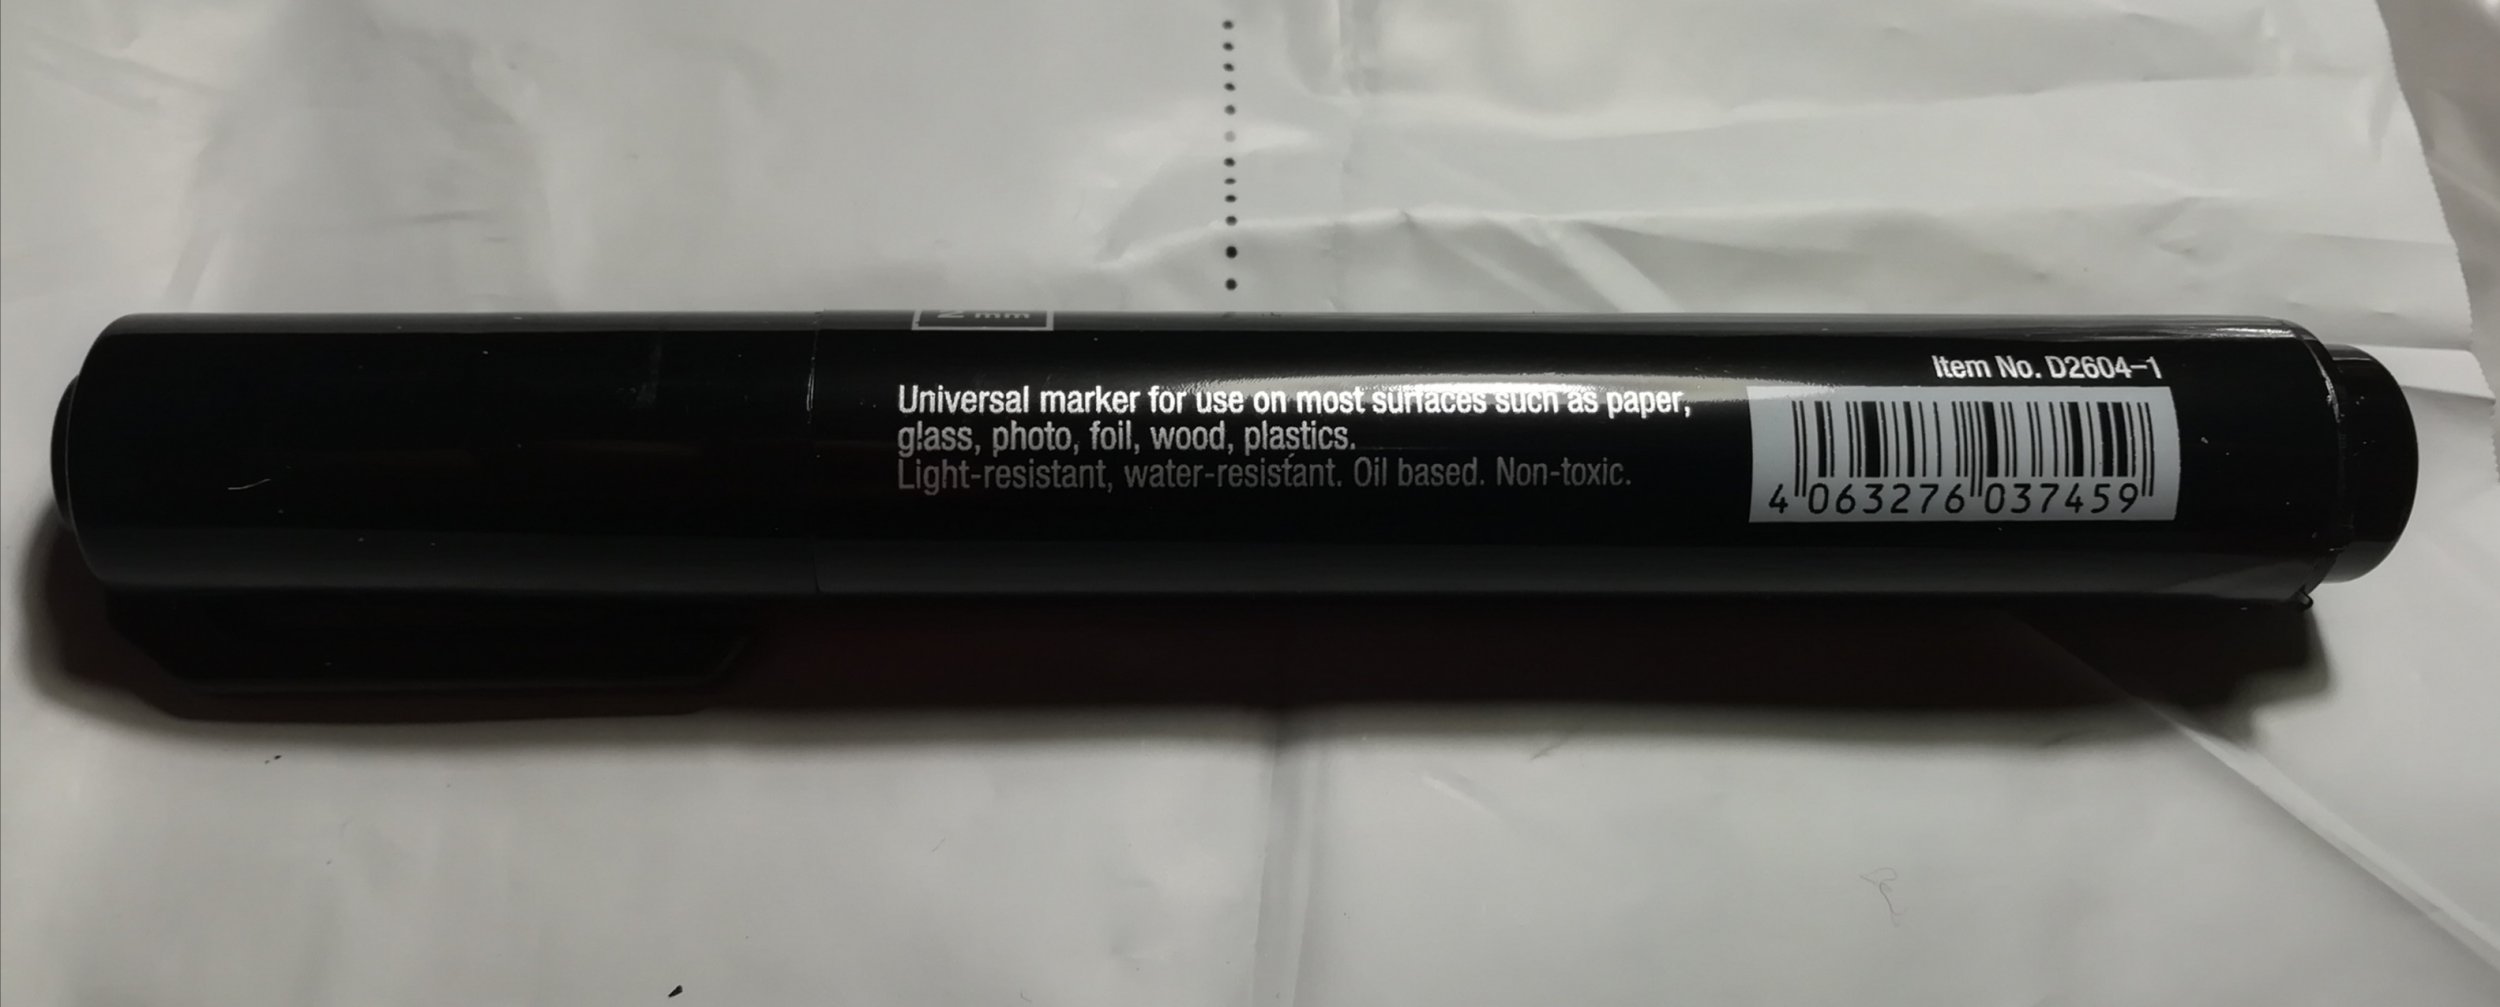 Item No. D2604-1
Universal marker for use on most surfaces such as paper,
glass, photo, foil, wood, plastics.
Light-resistant, water-resistant. Oil based. Non-toxic.
4 063276 037459